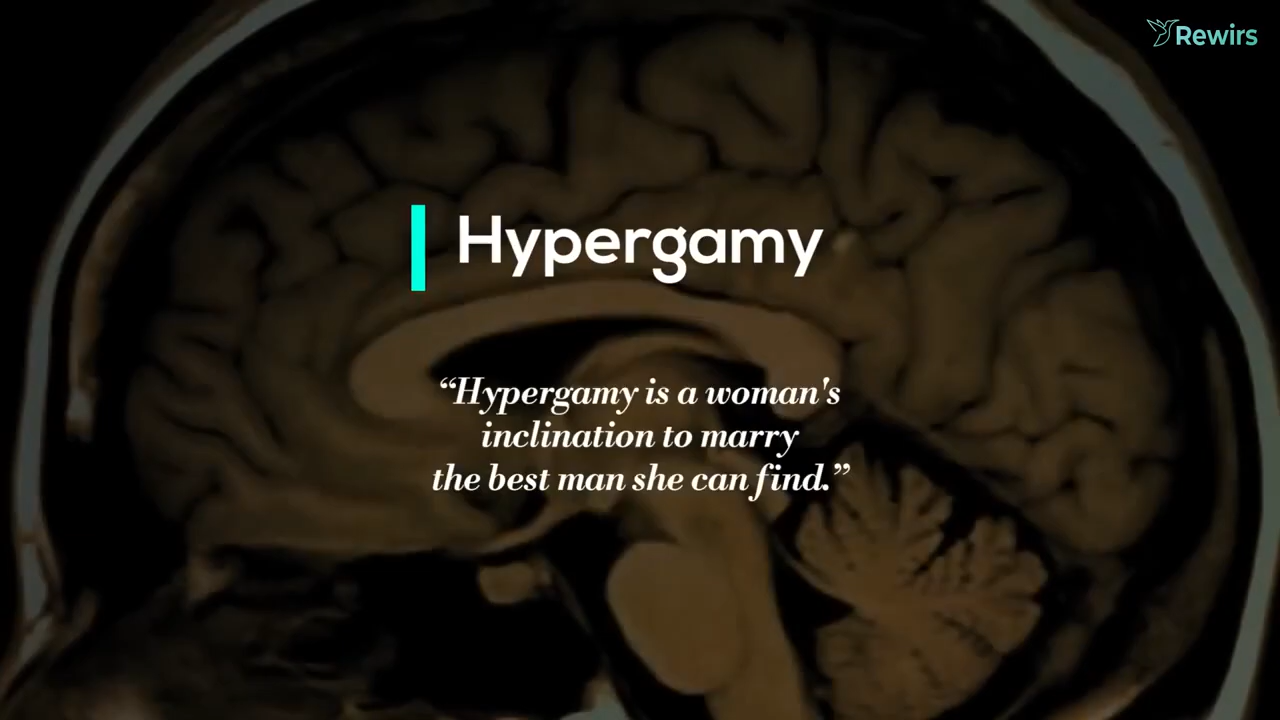 Rewirs
Hypergamy
“Hypergamy is a woman's
inclination to marry
the best man she can find.”